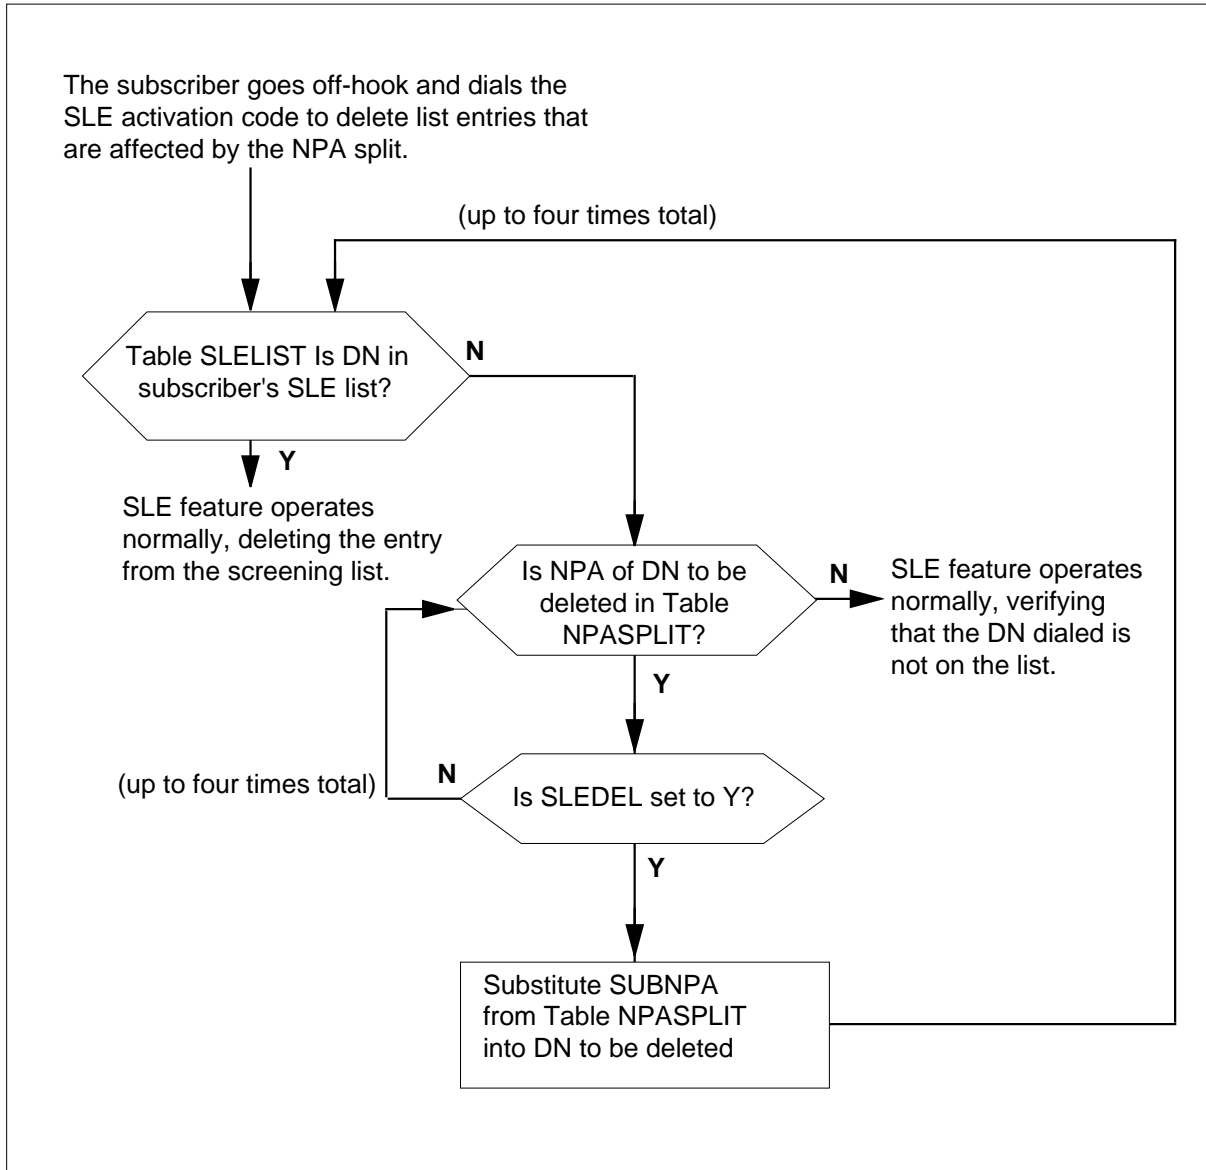 The subscriber goes off-hook and dials the
SLE activation code to delete list entries that
are affected by the NPA split.
(up to four times total)
Table SLELIST Is DN in
subscriber's SLE list?
N
Y
SLE feature operates
normally, deleting the entry
from the screening list.
Is NPA of DN to be
deleted in Table
NPASPLIT?
N
SLE feature operates
normally, verifying
that the DN dialed is
not on the list.
Y
(up to four times total)
N
Is SLEDEL set to Y?
Y
Substitute SUBNPA
from Table NPASPLIT
into DN to be deleted